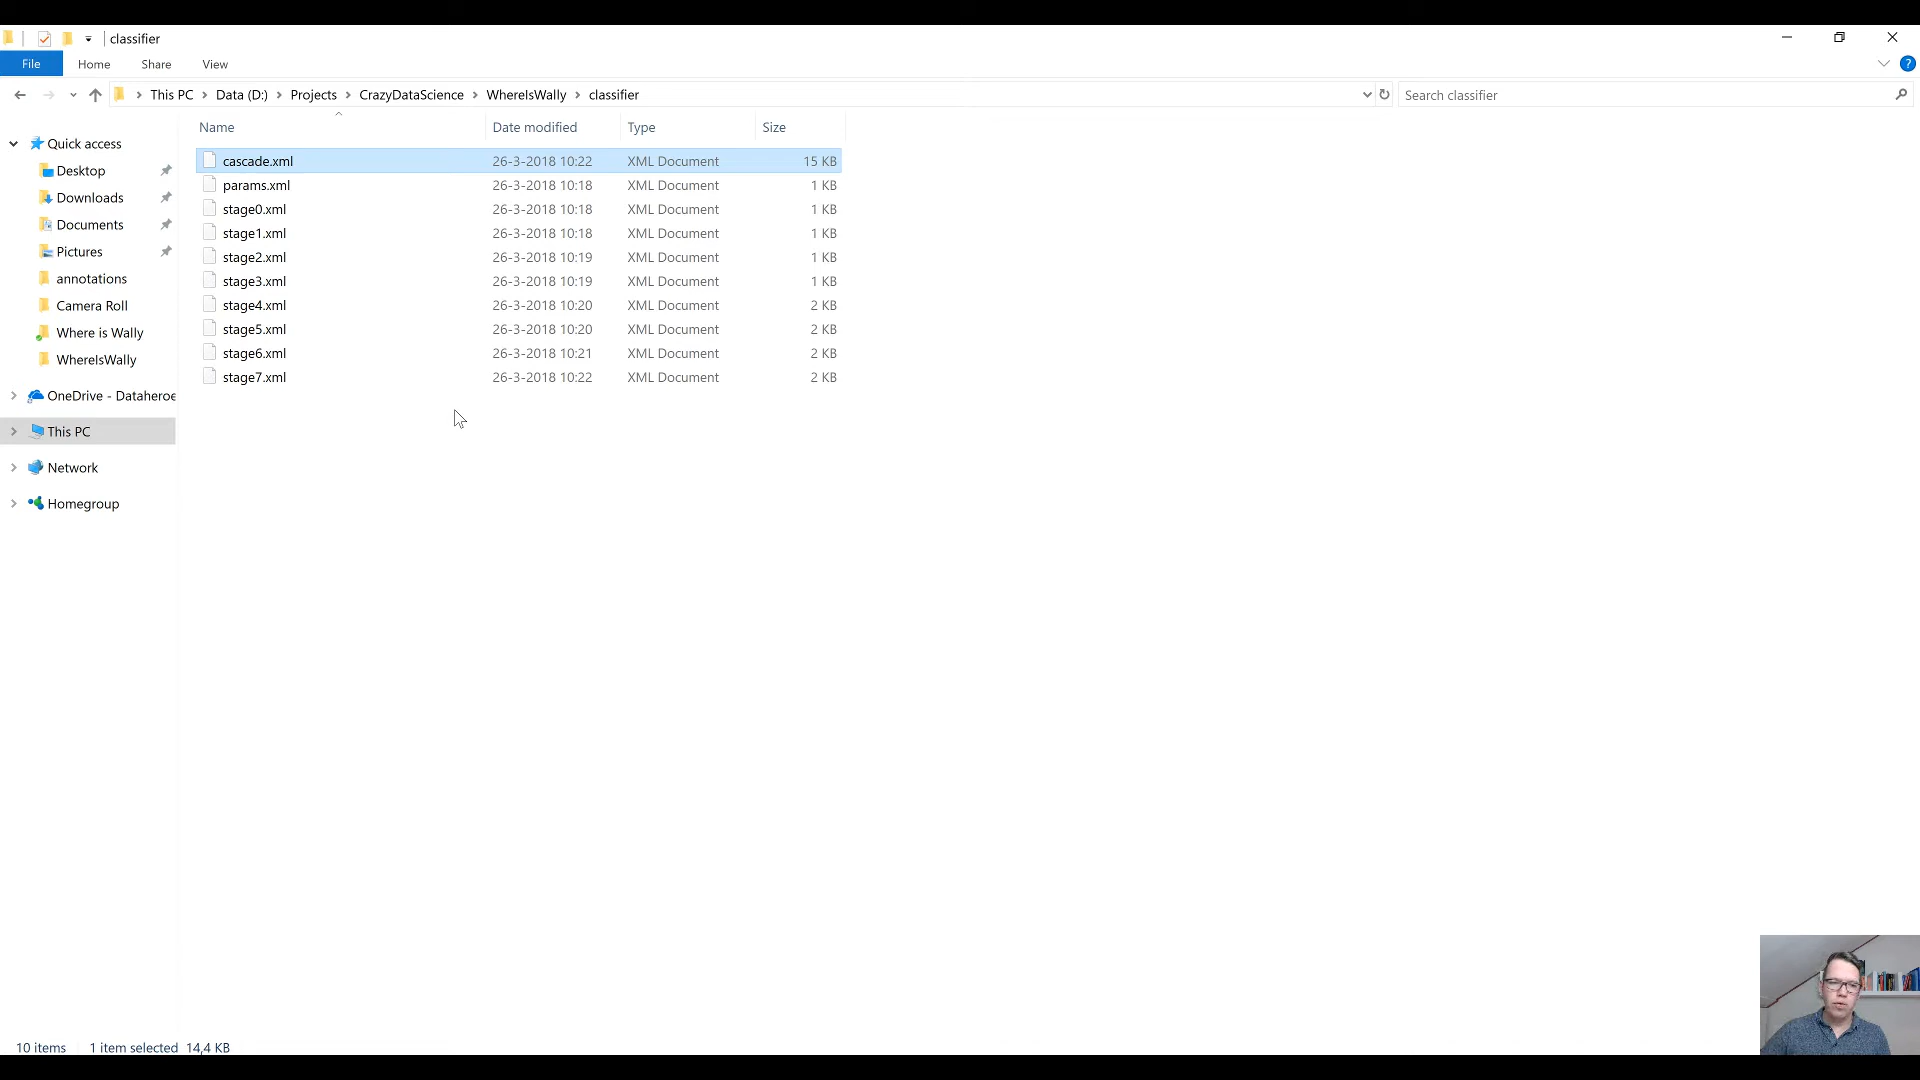 classifier
File Home Share View
This PC Data (D:) Projects CrazyDataScience WhereIsWally classifier Search classifier
Name Date modified Type Size
Quick access
Desktop
Downloads
Documents
Pictures
annotations
Camera Roll
Where is Wally
WhereIsWally
OneDrive - Dataheroe
This PC
Network
Homegroup
cascade.xml 26-3-2018 10:22 XML Document 15 KB
params.xml 26-3-2018 10:18 XML Document 1 KB
stage0.xml 26-3-2018 10:18 XML Document 1 KB
stage1.xml 26-3-2018 10:18 XML Document 1 KB
stage2.xml 26-3-2018 10:19 XML Document 1 KB
stage3.xml 26-3-2018 10:19 XML Document 1 KB
stage4.xml 26-3-2018 10:20 XML Document 2 KB
stage5.xml 26-3-2018 10:20 XML Document 2 KB
stage6.xml 26-3-2018 10:21 XML Document 2 KB
stage7.xml 26-3-2018 10:22 XML Document 2 KB
10 items 1 item selected 14,4 KB